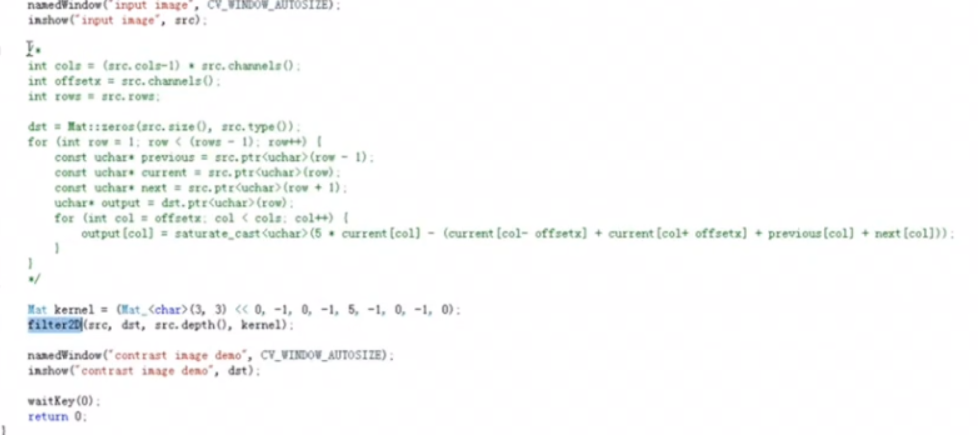 namedWindow("input image", CV_WINDOW_AUTOSIZE);
imshow("input image", src);
/*
int cols = (src.cols-1) * src.channels();
int offsetx = src.channels();
int rows = src.rows;
dst = Mat::zeros(src.size(), src.type());
for (int row = 1; row < (rows - 1); row++) {
const uchar* previous = src.ptr<uchar>(row - 1);
const uchar* current = src.ptr<uchar>(row);
const uchar* next = src.ptr<uchar>(row + 1);
uchar* output = dst.ptr<uchar>(row);
for (int col = offsetx; col < cols; col++) {
output[col] = saturate_cast<uchar>(5 * current[col] - (current[col- offsetx] + current[col+ offsetx] + previous[col] + next[col]));
}
}
*/
Mat kernel = (Mat_<char>(3, 3) << 0, -1, 0, -1, 5, -1, 0, -1, 0);
filter2D(src, dst, src.depth(), kernel);
namedWindow("contrast image demo", CV_WINDOW_AUTOSIZE);
imshow("contrast image demo", dst);
waitKey(0);
return 0;
}